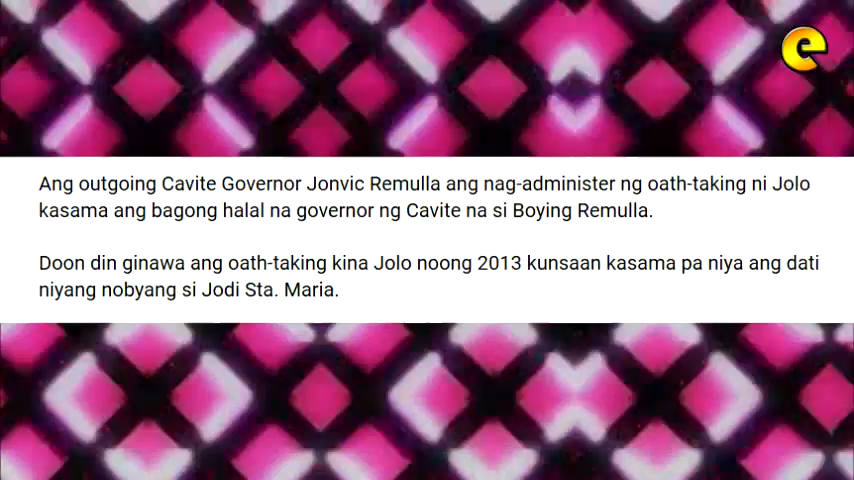 e
Ang outgoing Cavite Governor Jonvic Remulla ang nag-administer ng oath-taking ni Jolo
kasama ang bagong halal na governor ng Cavite na si Boying Remulla.
Doon din ginawa ang oath-taking kina Jolo noong 2013 kunsaan kasama pa niya ang dati
niyang nobyang si Jodi Sta. Maria.